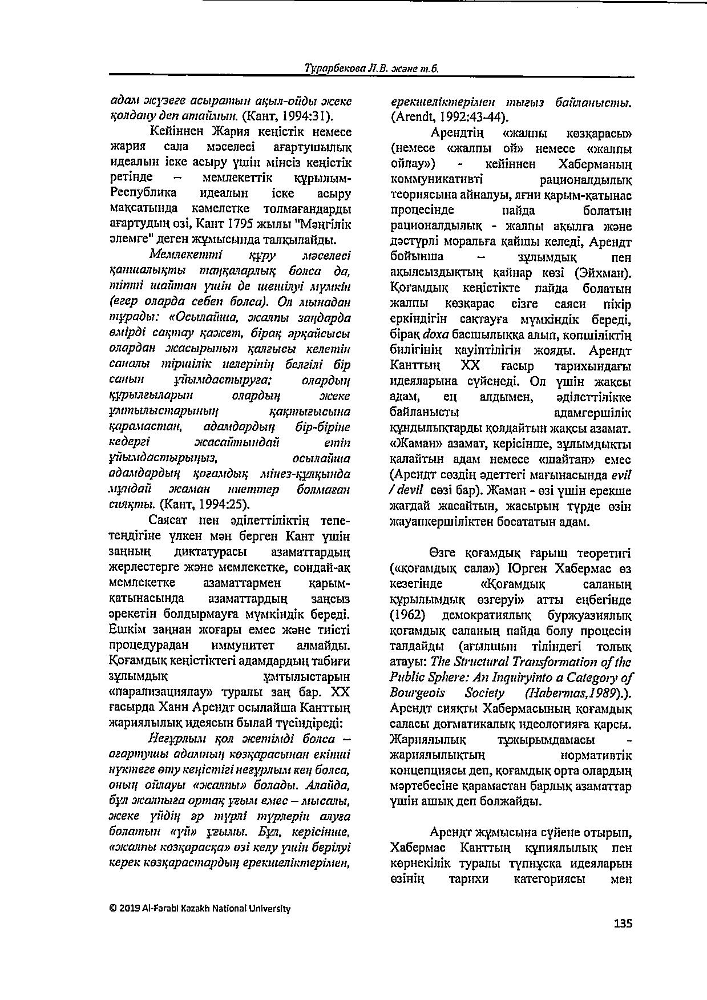 Тұрарбекова Л.В. және т.б.
адам жүзеге асыратын ақыл-ойды жеке
қолдану деп атаймын. (Кант, 1994:31).
Кейіннен Жария кеңістік немесе
жария сала мәселесі ағартушылық
идеалын іске асыру үшін мінсіз кеңістік
ретінде – мемлекеттік құрылым-
Республика идеалын іске асыру
мақсатында кәмелетке толмағандарды
ағартудың өзі, Кант 1795 жылы "Мәңгілік
әлемге" деген жұмысында талқылайды.
Мемлекетті құру мәселесі
қаншалықты таңқаларлық болса да,
тіпті шайтан үшін де шешілуі мүмкін
(егер оларда себеп болса). Ол мынадан
тұрады: «Осылайша, жалпы заңдарда
өмірді сақтау қажет, бірақ әрқайсысы
олардан жасырынып қалғысы келетін
саналы тіршілік иелерінің белгілі бір
санын ұйымдастыруға; олардың
құрылғыларын олардың жеке
ұмтылыстарының қақтығысына
қарамастан, адамдардың бір-біріне
кедергі жасайтындай етіп
ұйымдастырыңыз, осылайша
адамдардың қоғамдық мінез-құлқында
мұндай жаман ниеттер болмаған
сияқты. (Кант, 1994:25).
Саясат пен әділеттіліктің тепе-
теңдігіне үлкен мән берген Кант үшін
заңның диктатурасы азаматтардың
жерлестерге және мемлекетке, сондай-ақ
мемлекетке азаматтармен қарым-
қатынасында азаматтардың заңсыз
әрекетін болдырмауға мүмкіндік береді.
Ешкім заңнан жоғары емес және тиісті
процедурадан иммунитет алмайды.
Қоғамдық кеңістіктегі адамдардың табиғи
зұлымдық ұмтылыстарын
«парализациялау» туралы заң бар. ХХ
ғасырда Ханн Арендт осылайша Канттың
жариялылық идеясын былай түсіндіреді:
Неғұрлым қол жетімді болса –
ағартушы адамның көзқарасынан екінші
нүктеге өту кеңістігі неғұрлым кең болса,
оның ойлауы «жалпы» болады. Алайда,
бұл жалпыға ортақ ұғым емес – мысалы,
жеке үйдің әр түрлі түрлерін алуға
болатын «үй» ұғымы. Бұл, керісінше,
«жалпы көзқарасқа» өзі келу үшін берілуі
керек көзқарастардың ерекшеліктерімен,
ерекшеліктерімен тығыз байланысты.
(Arendt, 1992:43-44).
Арендтің «жалпы көзқарасы»
(немесе «жалпы ой» немесе «жалпы
ойлау») - кейіннен Хаберманың
коммуникативті рационалдылық
теориясына айналуы, яғни қарым-қатынас
процесінде пайда болатын
рационалдылық - жалпы ақылға және
дәстүрлі моральға қайшы келеді, Арендт
бойынша – зұлымдық пен
ақылсыздықтың қайнар көзі (Эйхман).
Қоғамдық кеңістікте пайда болатын
жалпы көзқарас сізге саяси пікір
еркіндігін сақтауға мүмкіндік береді,
бірақ doxa басшылыққа алып, көпшіліктің
билігінің қауіптілігін жояды. Арендт
Канттың ХХ ғасыр тарихындағы
идеяларына сүйенеді. Ол үшін жақсы
адам, ең алдымен, әділеттілікке
байланысты адамгершілік
құндылықтарды қолдайтын жақсы азамат.
«Жаман» азамат, керісінше, зұлымдықты
қалайтын адам немесе «шайтан» емес
(Арендт сөздің әдеттегі мағынасында evil
/ devil сөзі бар). Жаман - өзі үшін ерекше
жағдай жасайтын, жасырын түрде өзін
жауапкершіліктен босататын адам.
Өзге қоғамдық ғарыш теоретигі
(«қоғамдық сала») Юрген Хабермас өз
кезегінде «Қоғамдық саланың
құрылымдық өзгеруі» атты еңбегінде
(1962) демократиялық буржуазиялық
қоғамдық саланың пайда болу процесін
талдайды (ағылшын тіліндегі толық
атауы: The Structural Transformation of the
Public Sphere: An Inquiryinto a Category of
Bourgeois Society (Habermas,1989).).
Арендт сияқты Хабермасының қоғамдық
саласы догматикалық идеологияға қарсы.
Жариялылық тұжырымдамасы -
жариялылықтың нормативтік
концепциясы деп, қоғамдық орта олардың
мәртебесіне қарамастан барлық азаматтар
үшін ашық деп болжайды.
Арендт жұмысына сүйене отырып,
Хабермас Канттың құпиялылық пен
көрнекілік туралы түпнұсқа идеяларын
өзінің тарихи категориясы мен
© 2019 Al-Farabi Kazakh National University
135